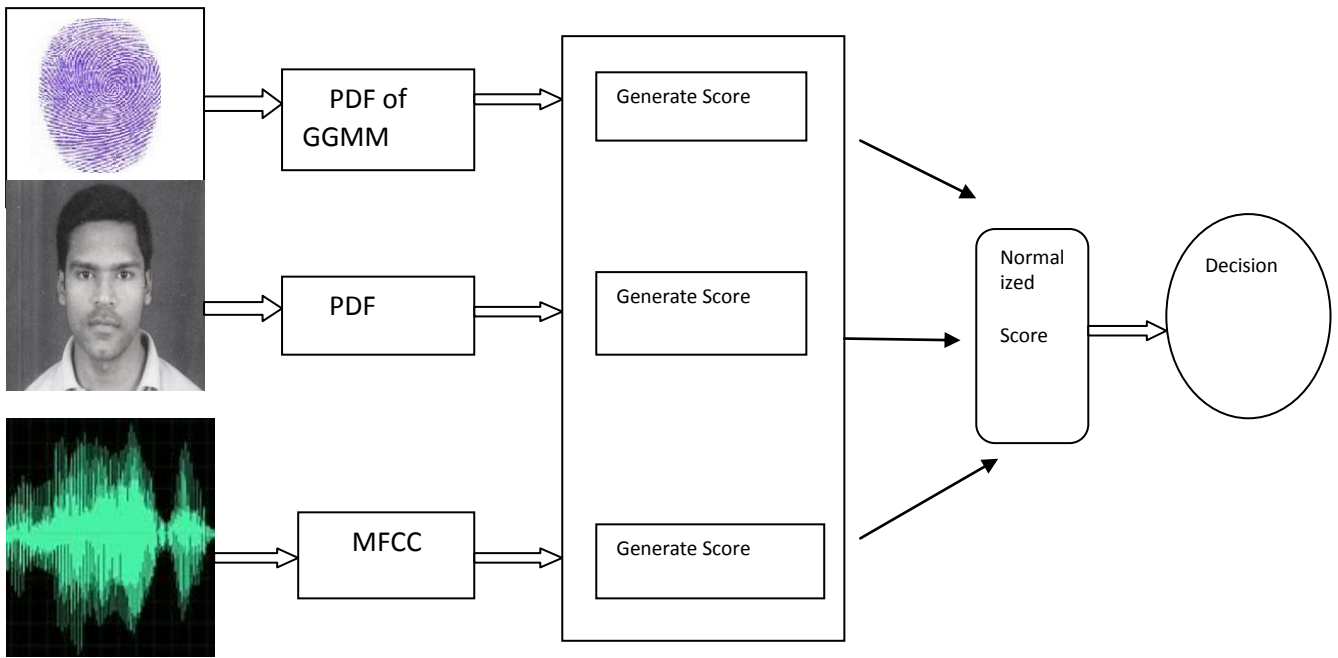 PDF of
GGMM
Generate Score
PDF
Generate Score
Normal
ized
Score
Decision
MFCC
Generate Score